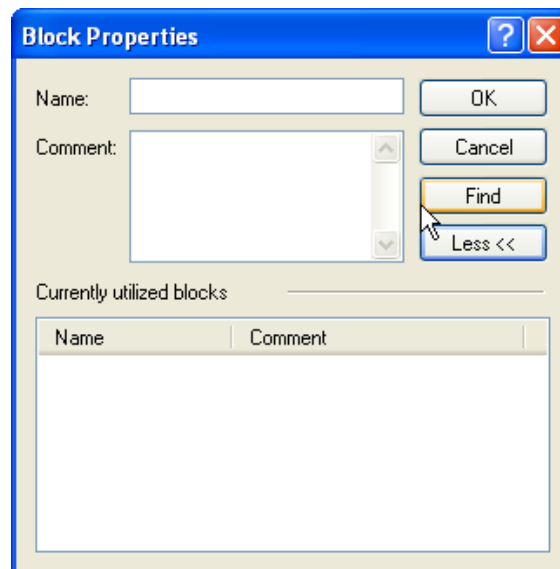 Block Properties
Name:
OK
Comment:
Cancel
Find
Less <<
Currently utilized blocks
Name Comment